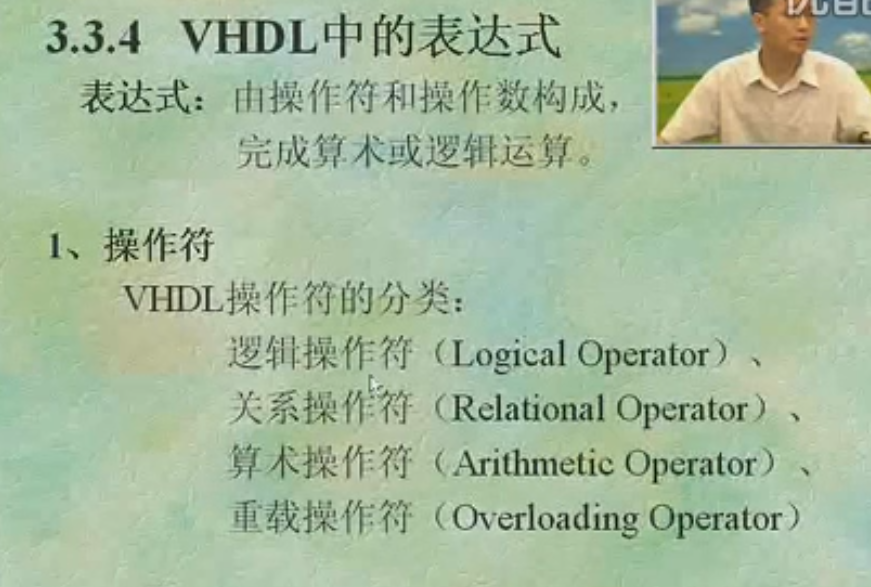 3.3.4 VHDL中的表达式
表达式：由操作符和操作数构成，
完成算术或逻辑运算。
1、操作符
VHDL操作符的分类：
逻辑操作符（Logical Operator）、
关系操作符（Relational Operator）、
算术操作符（Arithmetic Operator）、
重载操作符（Overloading Operator）